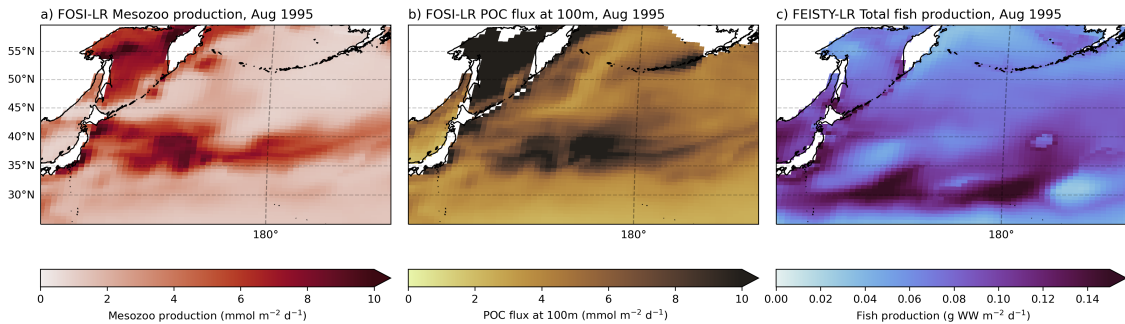 a) FOSI-LR Mesozoo production, Aug 1995
b) FOSI-LR POC flux at 100m, Aug 1995
c) FEISTY-LR Total fish production, Aug 1995
55°N
50°N
45°N
40°N
35°N
30°N
180°
180°
180°
0 2 4 6 8 10
Mesozoo production (mmol m⁻² d⁻¹)
0 2 4 6 8 10
POC flux at 100m (mmol m⁻² d⁻¹)
0.00 0.02 0.04 0.06 0.08 0.10 0.12 0.14
Fish production (g WW m⁻² d⁻¹)